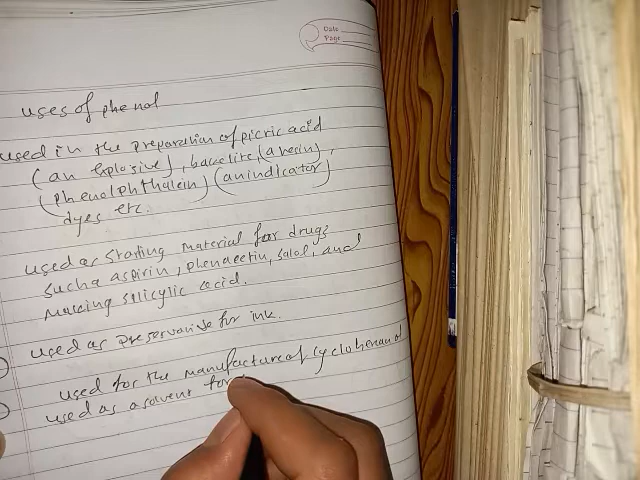 Date
Page
uses of phenol
used in the preparation of picric acid
(an explosive), bacelite, (a resin),
(phenolphthalein) (an indicator)
dyes etc.
used as starting material for drugs
such a aspirin, phenacetin, salol, and
making silicylic acid.
used as preservative for ink.
used for the manufacture of cyclohexanol
used as a solvent for